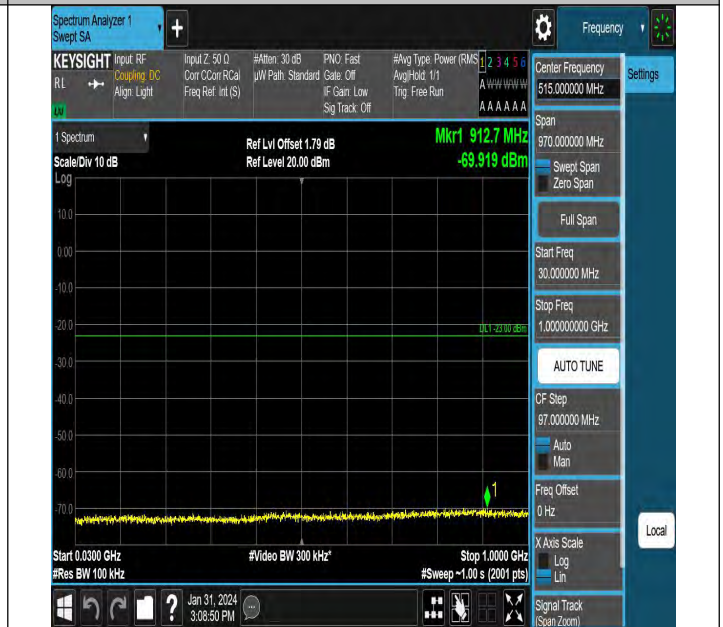 Spectrum Analyzer 1
Swept SA
+
Frequency
KEYSIGHT
RL
LXI
Input: RF
Coupling: DC
Align: Light
Input Z: 50 Ω
Corr CCorr RCal
Freq Ref: Int (S)
#Atten: 30 dB
µW Path: Standard
PNO: Fast
Gate: Off
IF Gain: Low
Sig Track: Off
#Avg Type: Power (RMS
Avg|Hold: 1/1
Trig: Free Run
1 2 3 4 5 6
A W W W W W
A A A A A A
1 Spectrum
Scale/Div 10 dB
Log
Ref Lvl Offset 1.79 dB
Ref Level 20.00 dBm
Mkr1 912.7 MHz
-69.919 dBm
10.0
0.00
-10.0
-20.0
DL1 -23.00 dBm
-30.0
-40.0
-50.0
-60.0
-70.0
1
Start 0.0300 GHz
#Res BW 100 kHz
#Video BW 300 kHz*
Stop 1.0000 GHz
#Sweep ~1.00 s (2001 pts)
Center Frequency
515.000000 MHz
Settings
Span
970.000000 MHz
Swept Span
Zero Span
Full Span
Start Freq
30.000000 MHz
Stop Freq
1.000000000 GHz
AUTO TUNE
CF Step
97.000000 MHz
Auto
Man
Freq Offset
0 Hz
X Axis Scale
Log
Lin
Local
Signal Track
(Span Zoom)
?
Jan 31, 2024
3:08:50 PM